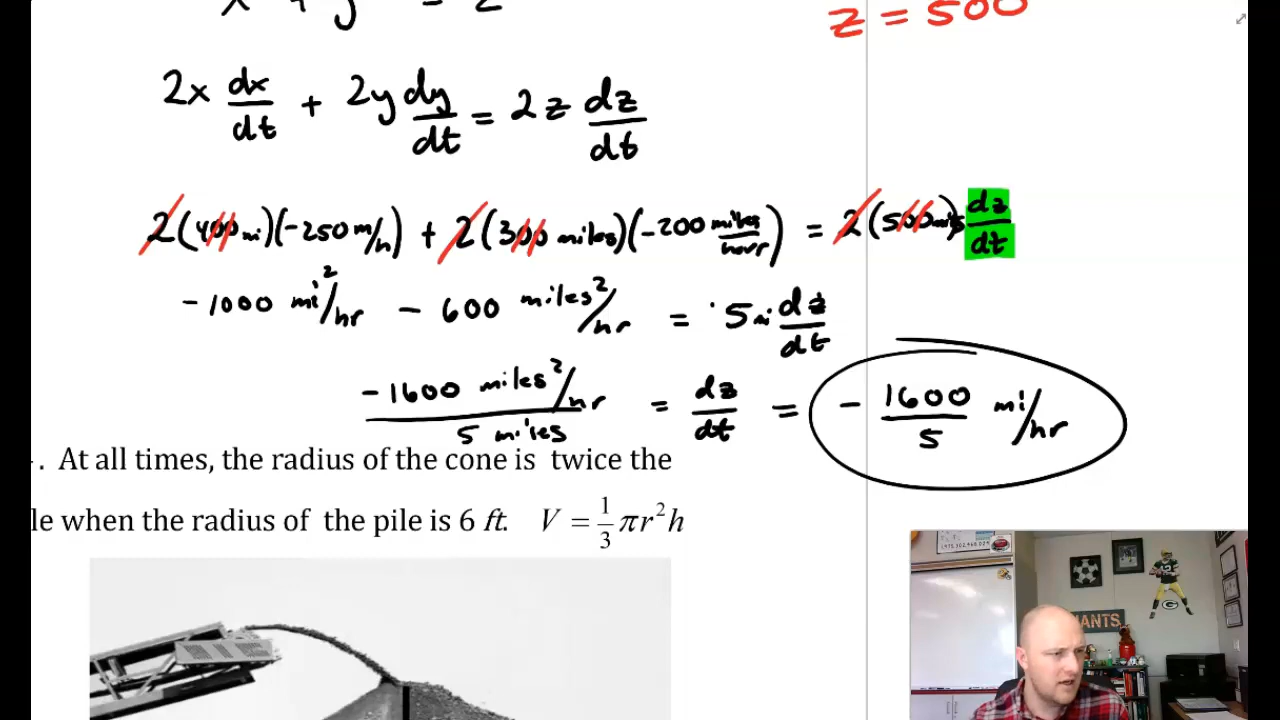 z = 500
2x dx/dt + 2y dy/dt = 2z dz/dt
2(400 mi)(-250 m/h) + 2(300 miles)(-200 miles/hour) = 2(500 miles) dz/dt
-1000 mi²/hr - 600 miles²/hr = 5 mi dz/dt
-1600 miles²/hr / 5 miles = dz/dt = - 1600/5 mi/hr
. At all times, the radius of the cone is twice the
le when the radius of the pile is 6 ft. V = 1/3 πr²h
ANTS
12
G